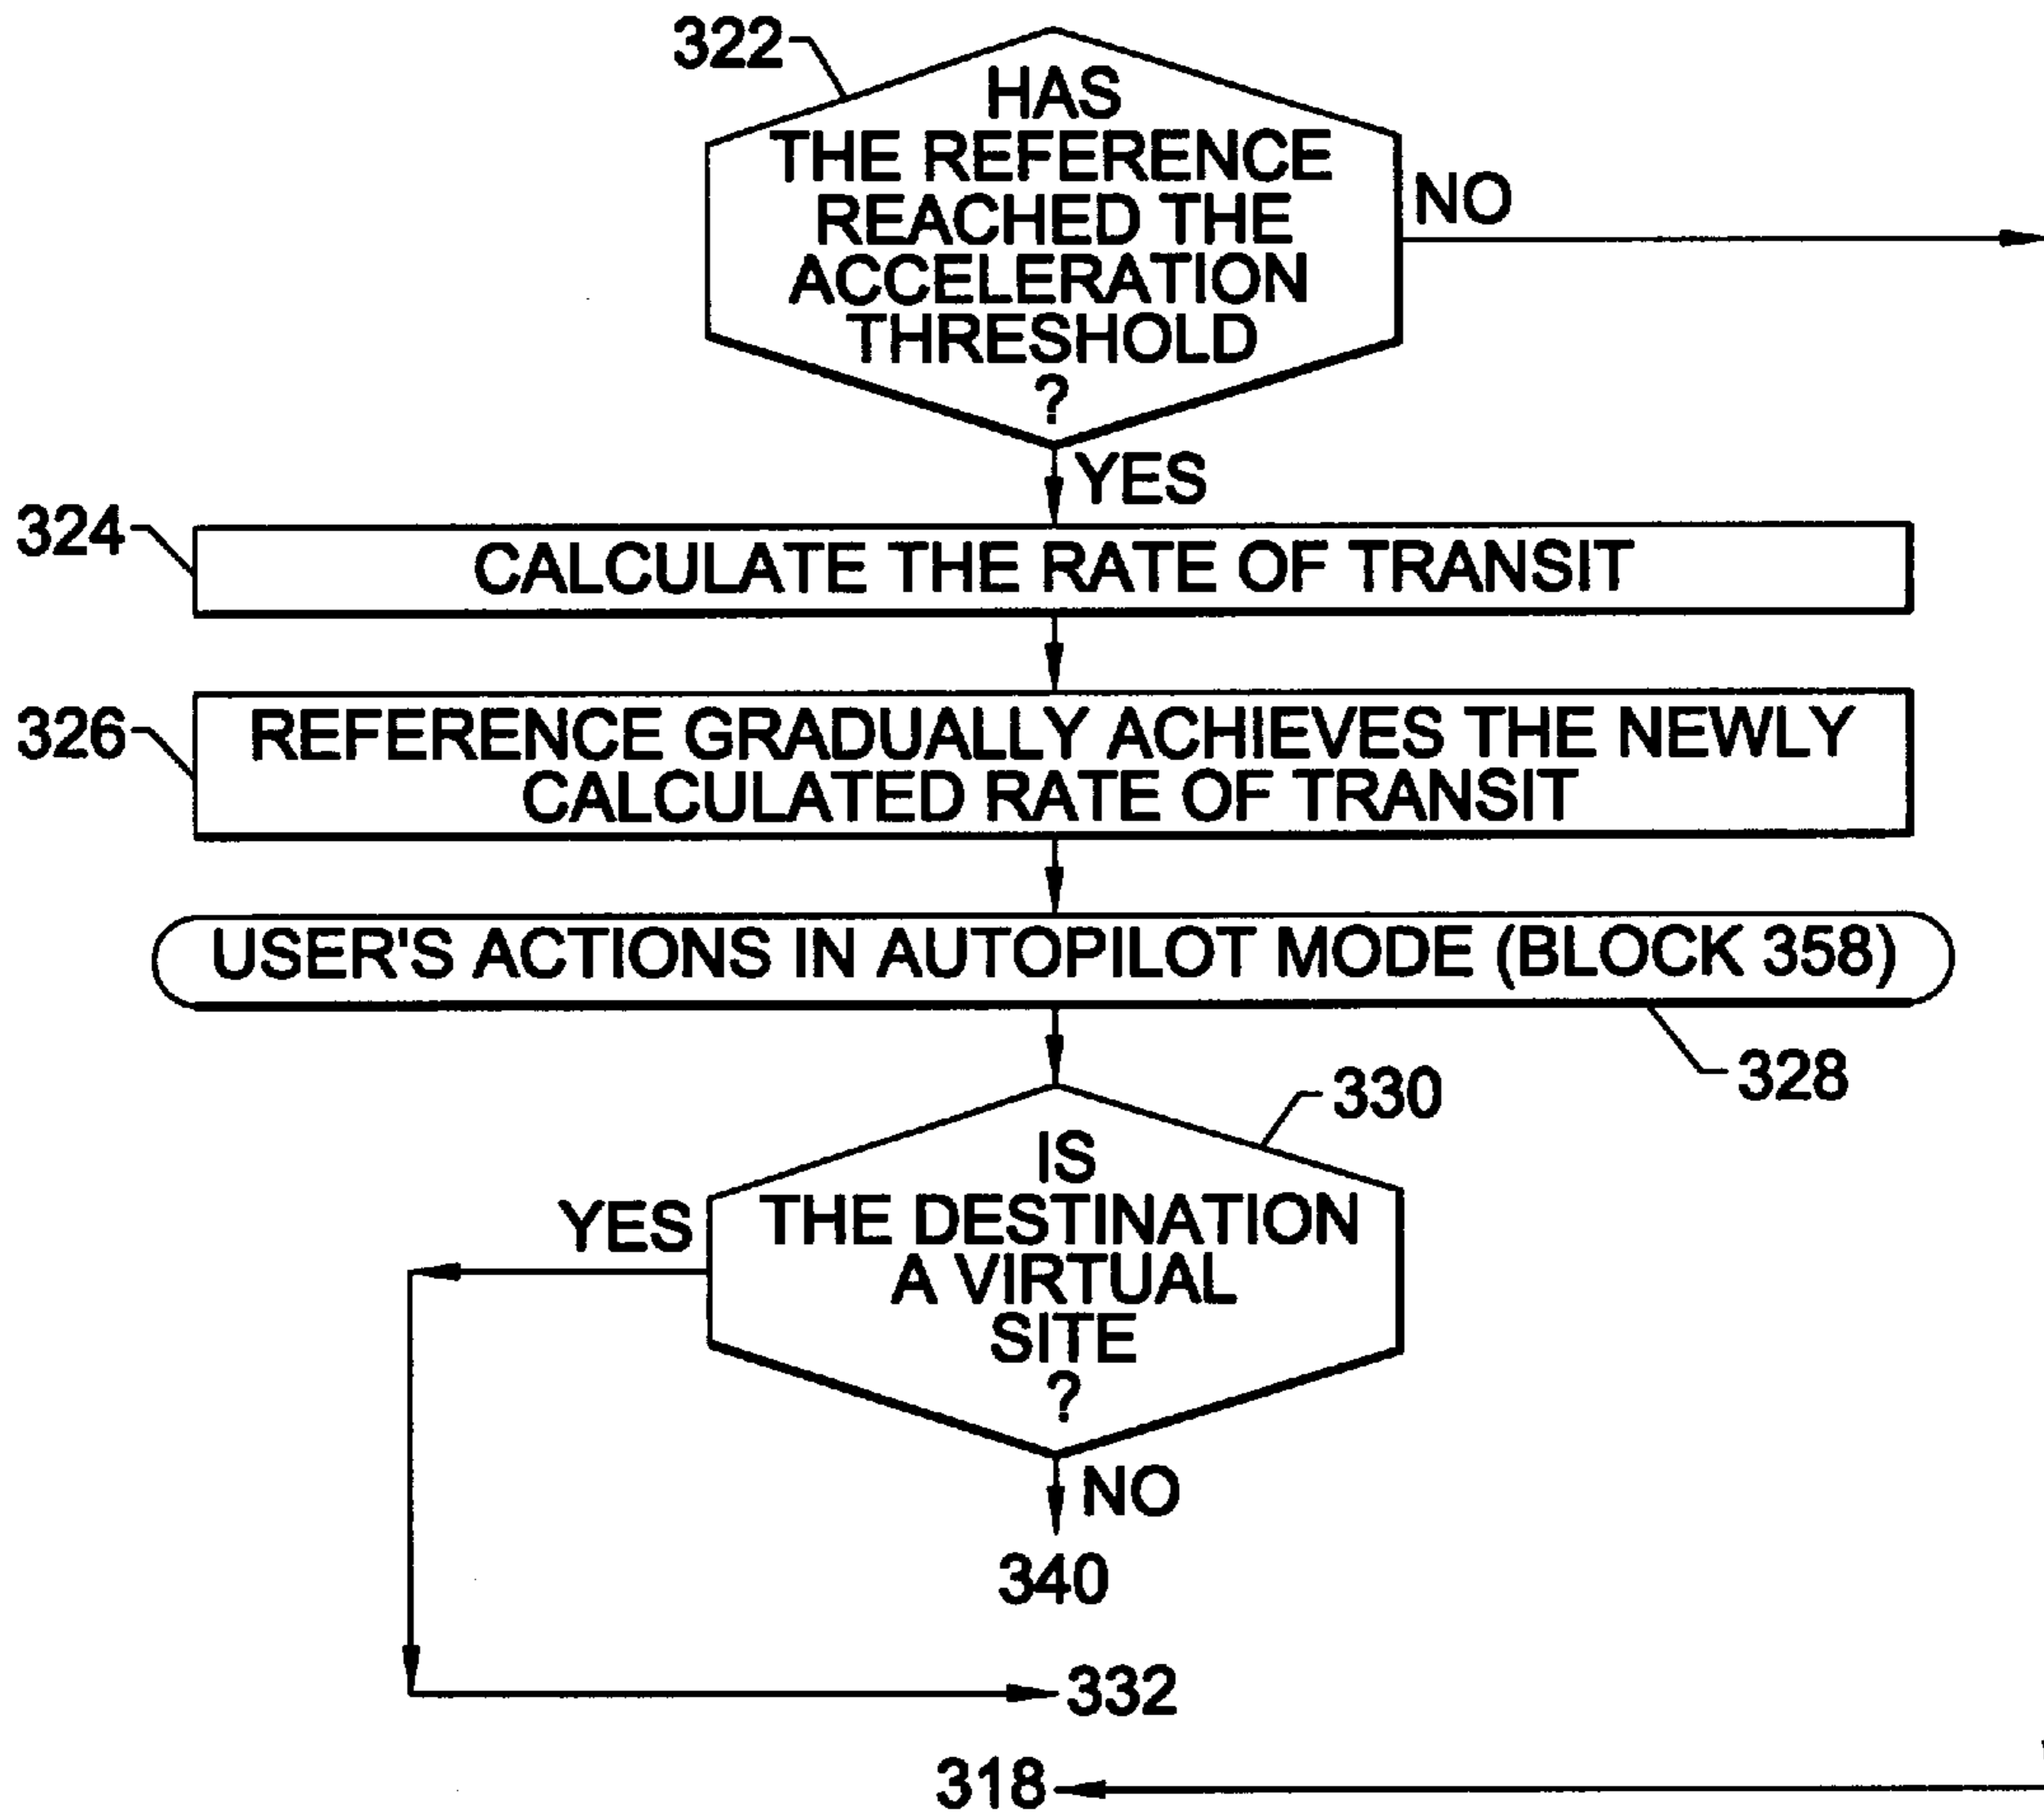 322
HAS
THE REFERENCE
REACHED THE
ACCELERATION
THRESHOLD
?
NO
YES
324
CALCULATE THE RATE OF TRANSIT
326
REFERENCE GRADUALLY ACHIEVES THE NEWLY
CALCULATED RATE OF TRANSIT
USER'S ACTIONS IN AUTOPILOT MODE (BLOCK 358)
328
330
IS
THE DESTINATION
A VIRTUAL
SITE
?
YES
NO
340
332
318